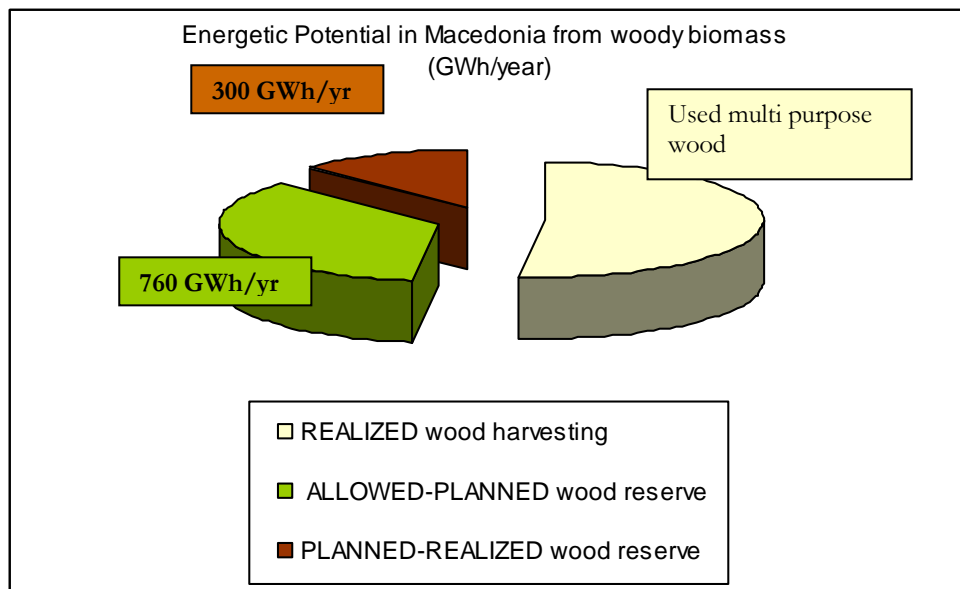 Energetic Potential in Macedonia from woody biomass
(GWh/year)
300 GWh/yr
Used multi purpose
wood
760 GWh/yr
REALIZED wood harvesting
ALLOWED-PLANNED wood reserve
PLANNED-REALIZED wood reserve